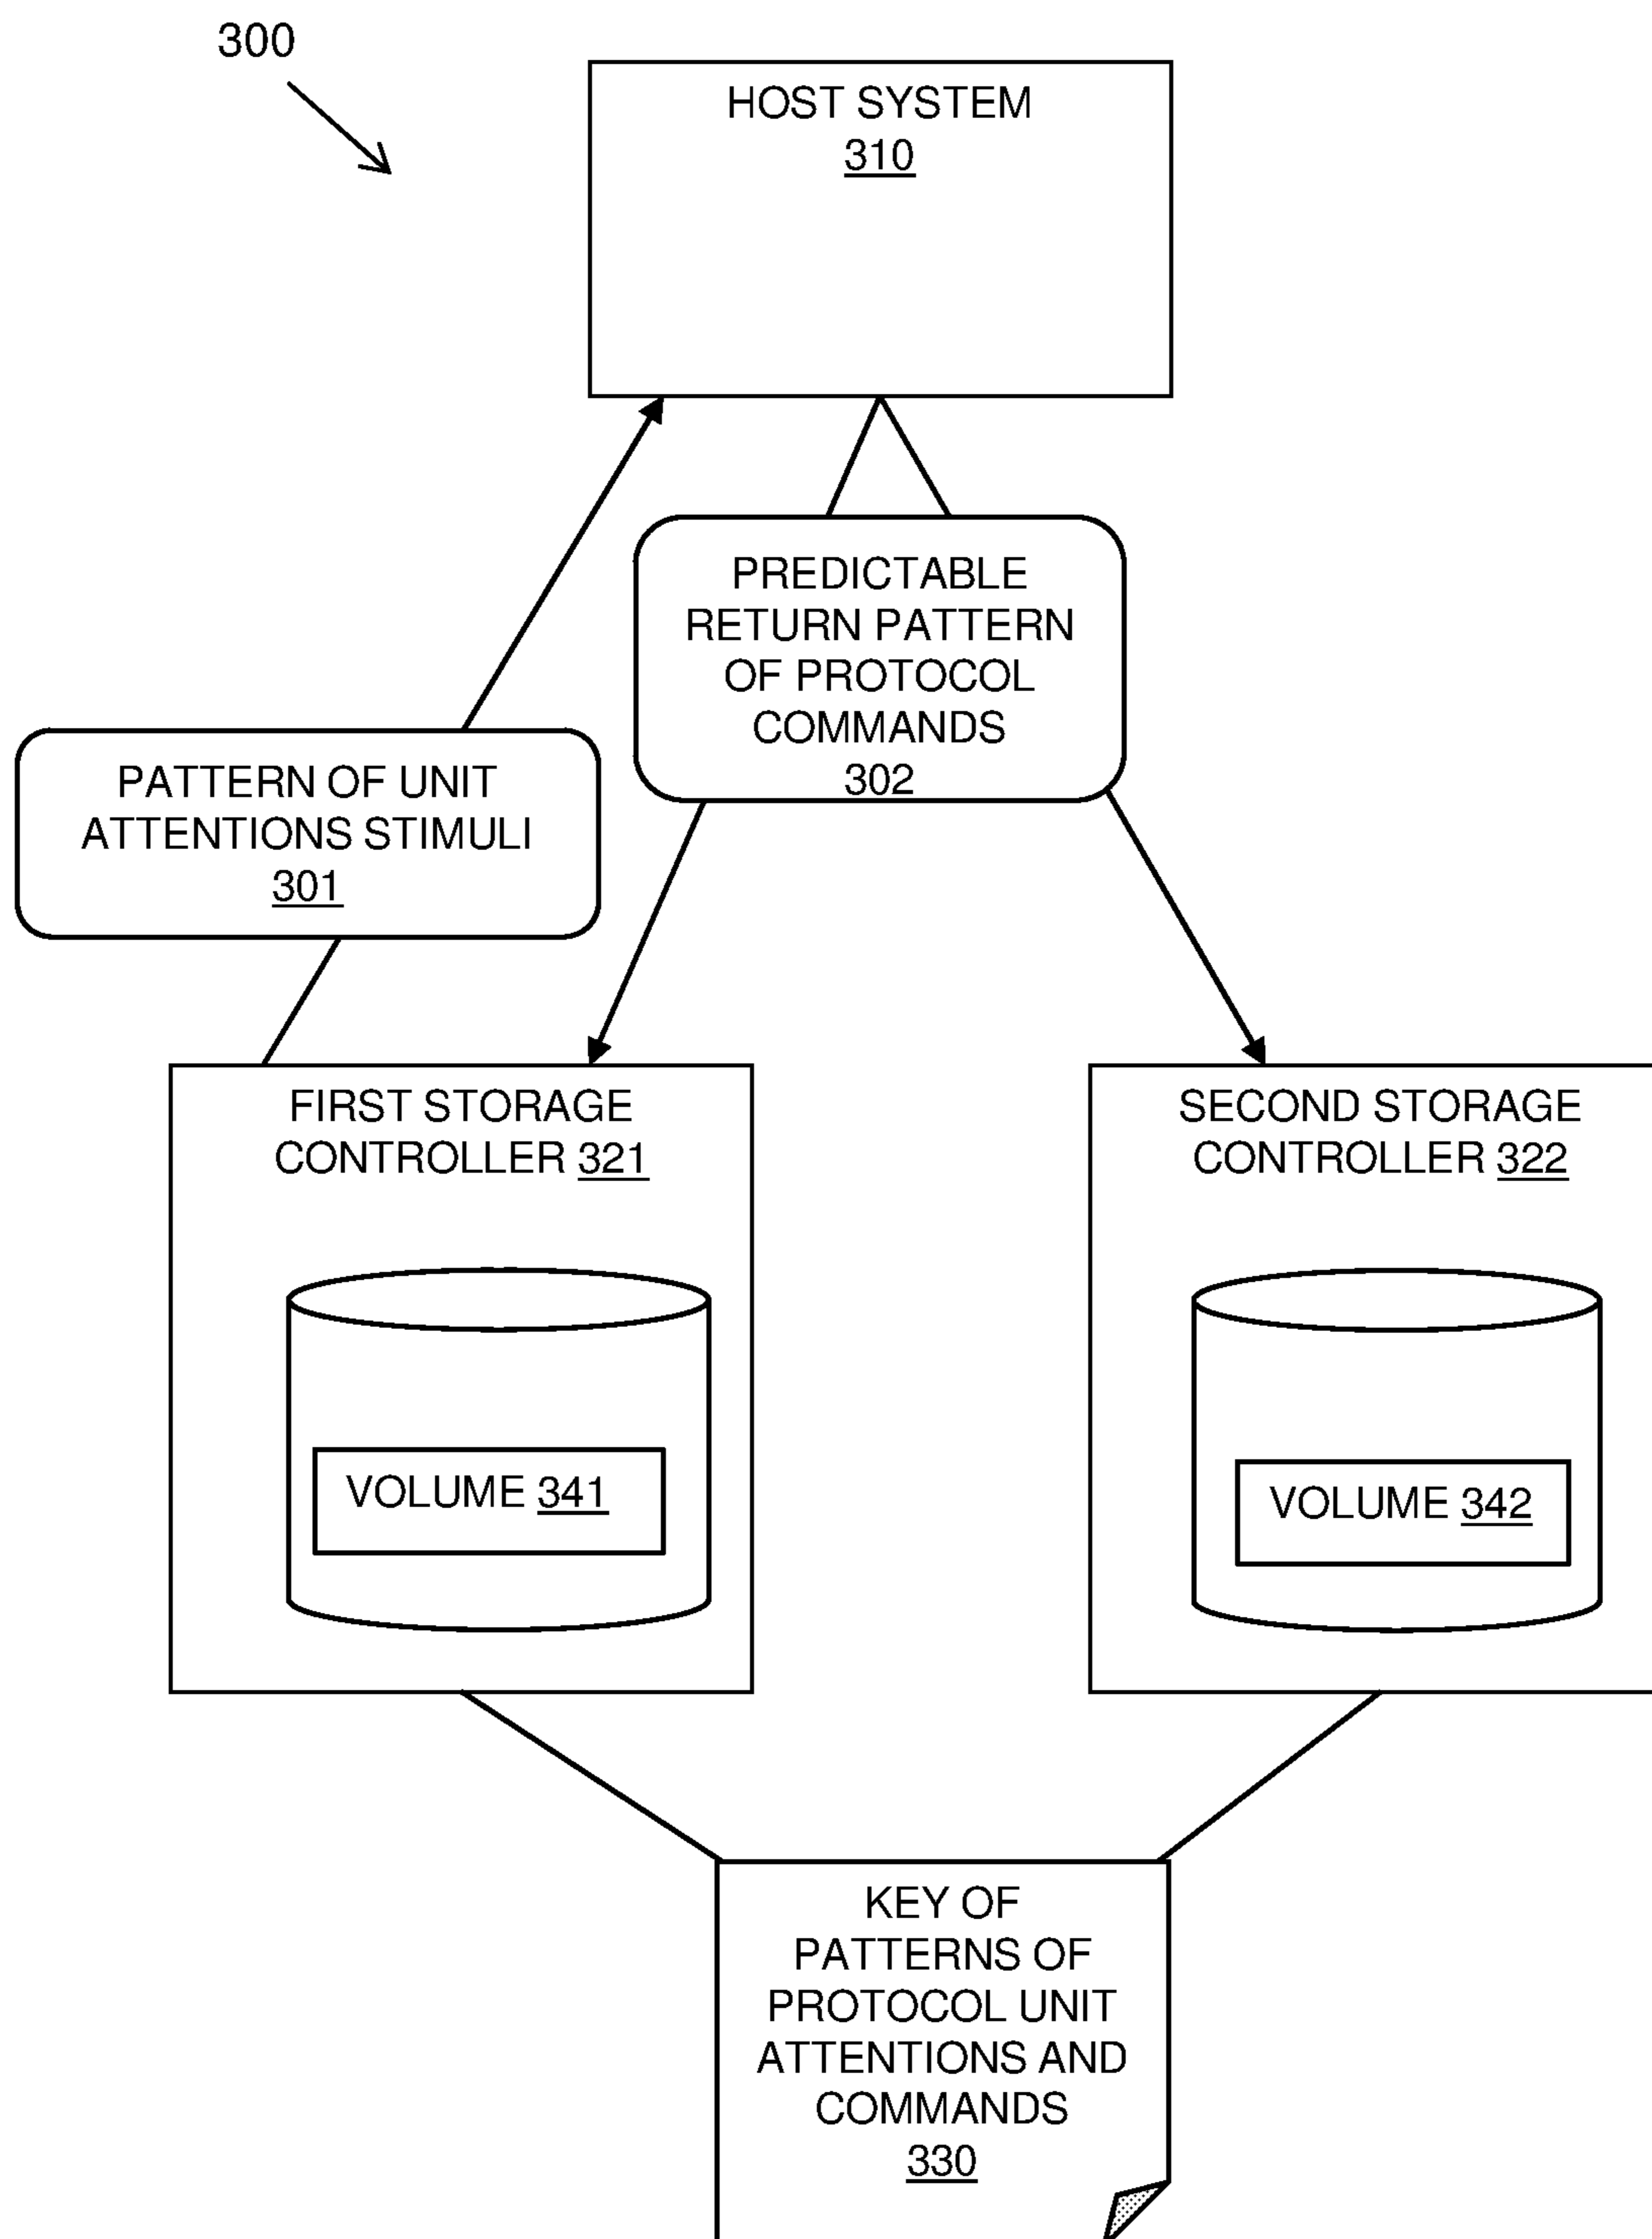 300
HOST SYSTEM
310
PREDICTABLE
RETURN PATTERN
OF PROTOCOL
COMMANDS
302
PATTERN OF UNIT
ATTENTIONS STIMULI
301
FIRST STORAGE
CONTROLLER 321
SECOND STORAGE
CONTROLLER 322
VOLUME 341
VOLUME 342
KEY OF
PATTERNS OF
PROTOCOL UNIT
ATTENTIONS AND
COMMANDS
330